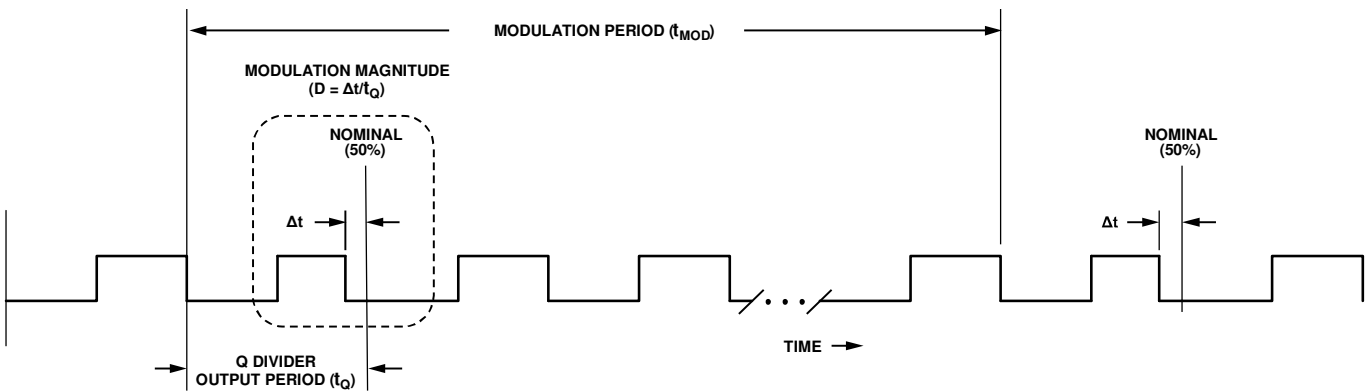 MODULATION PERIOD (tMOD)
MODULATION MAGNITUDE
(D = Δt/tQ)
NOMINAL
(50%)
NOMINAL
(50%)
Δt
Δt
TIME
Q DIVIDER
OUTPUT PERIOD (tQ)